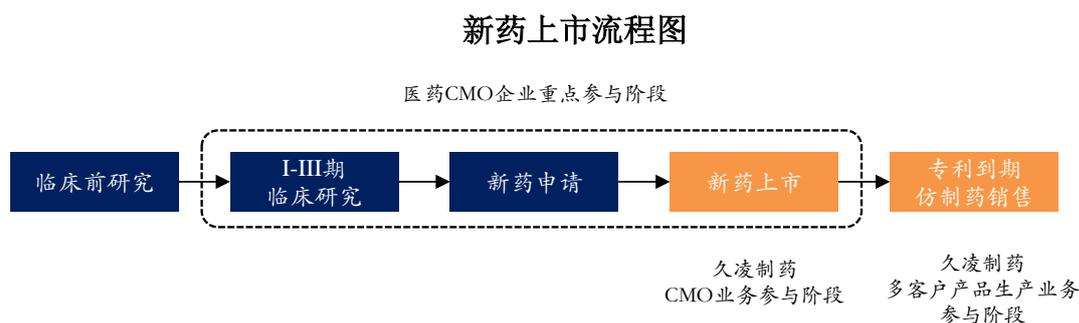 新药上市流程图
医药CMO企业重点参与阶段
临床前研究
I-III期
临床研究
新药申请
新药上市
专利到期
仿制药销售
久凌制药
CMO业务参与阶段
久凌制药
多客户产品生产业务
参与阶段